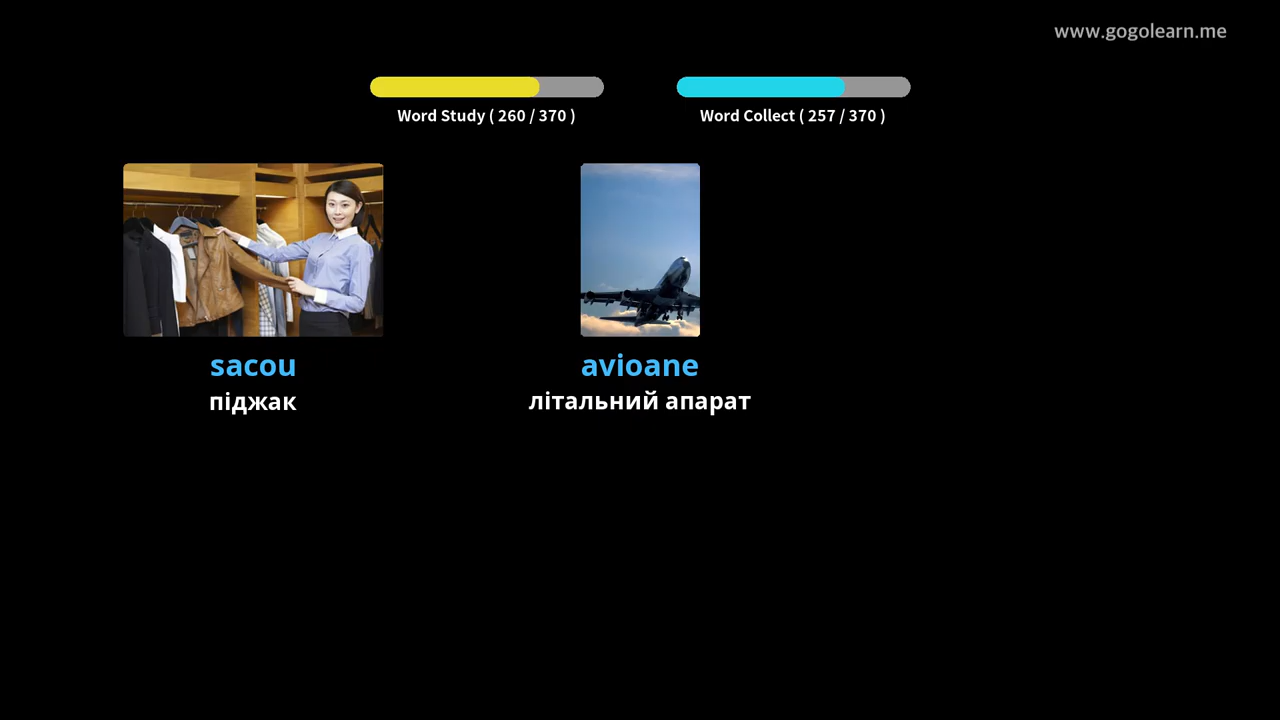 www.gogolearn.me
Word Study ( 260 / 370 )
Word Collect ( 257 / 370 )
sacou
піджак
avioane
літальний апарат